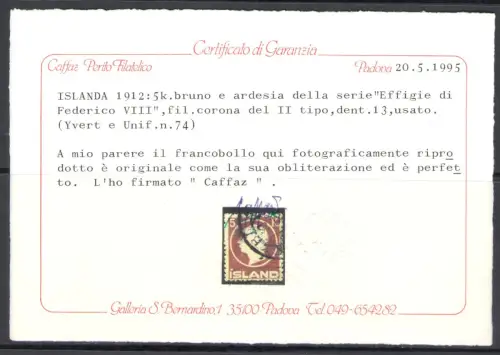 Certificato di Garanzia
Caffaz Perito Filatelico
Padova 20.5.1995
ISLANDA 1912:5k.bruno e ardesia della serie"Effigie di
Federico VIII",fil.corona del II tipo,dent.13,usato.
(Yvert e Unif.n.74)
A mio parere il francobollo qui fotograficamente ripro
dotto è originale come la sua obliterazione ed è perfet
to. L'ho firmato " Caffaz " .
Caffaz
5
ÍSLAND
Galleria S. Bernardino,1 35100 Padova Tel. 049-654282